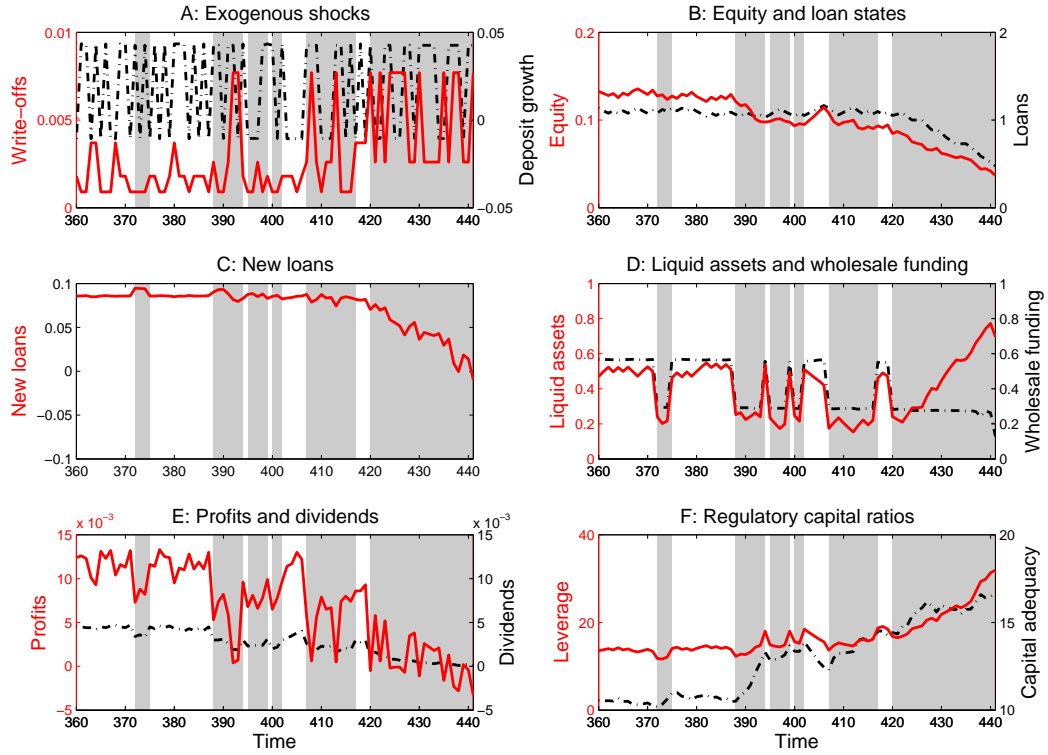 A: Exogenous shocks
0.01
0.005
0
Write−offs
0.05
0
−0.05
Deposit growth
360 370 380 390 400 410 420 430 440
B: Equity and loan states
0.2
0.1
0
Equity
2
1
0
Loans
360 370 380 390 400 410 420 430 440
C: New loans
0.1
0.05
0
−0.05
−0.1
New loans
360 370 380 390 400 410 420 430 440
D: Liquid assets and wholesale funding
1
0.8
0.6
0.4
0.2
0
Liquid assets
1
0.8
0.6
0.4
0.2
0
Wholesale funding
360 370 380 390 400 410 420 430 440
E: Profits and dividends
x 10⁻³
15
10
5
0
−5
Profits
x 10⁻³
15
10
5
0
−5
Dividends
360 370 380 390 400 410 420 430 440
Time
F: Regulatory capital ratios
40
20
0
Leverage
20
15
10
Capital adequacy
360 370 380 390 400 410 420 430 440
Time